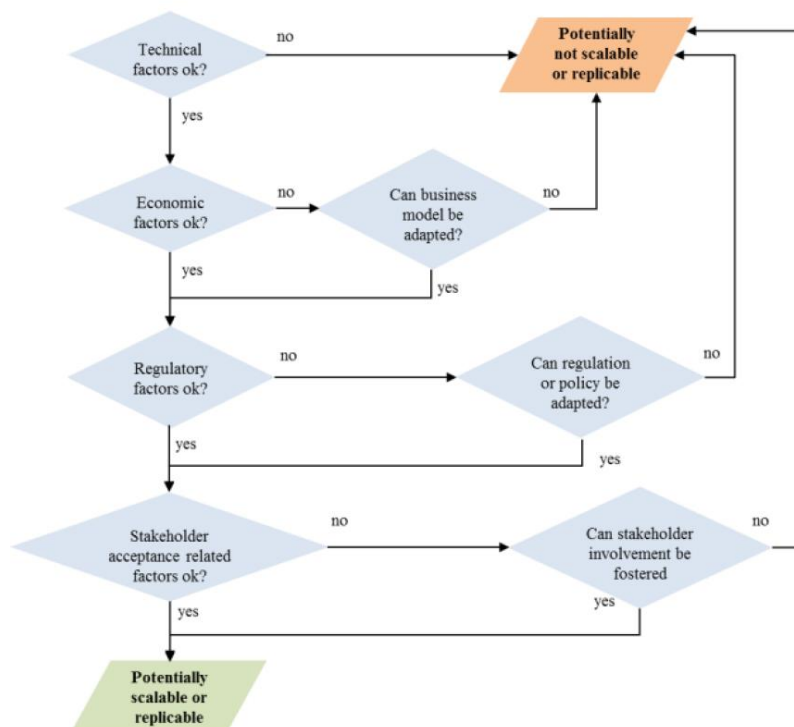 Technical
factors ok?
no
Potentially
not scalable
or replicable
yes
Economic
factors ok?
no
Can business
model be
adapted?
no
yes
yes
Regulatory
factors ok?
no
Can regulation
or policy be
adapted?
no
yes
yes
Stakeholder
acceptance related
factors ok?
no
Can stakeholder
involvement be
fostered
no
yes
yes
Potentially
scalable or
replicable